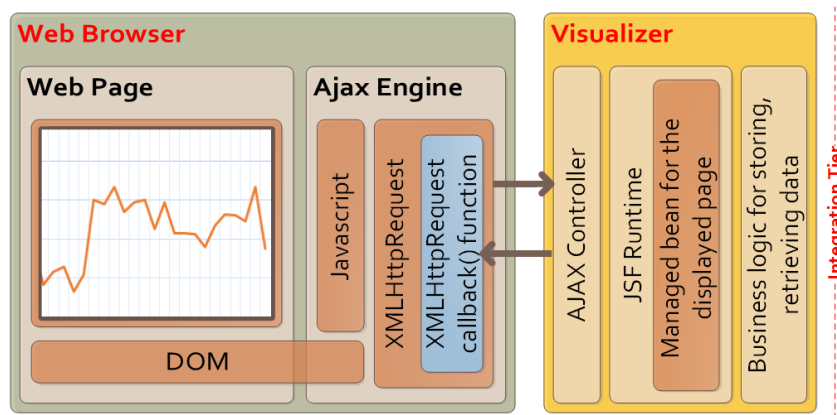 Web Browser
Visualizer
Web Page
Ajax Engine
Javascript
XMLHttpRequest
XMLHttpRequest
callback() function
DOM
AJAX Controller
JSF Runtime
Managed bean for the
displayed page
Business logic for storing,
retrieving data
Integration Tier